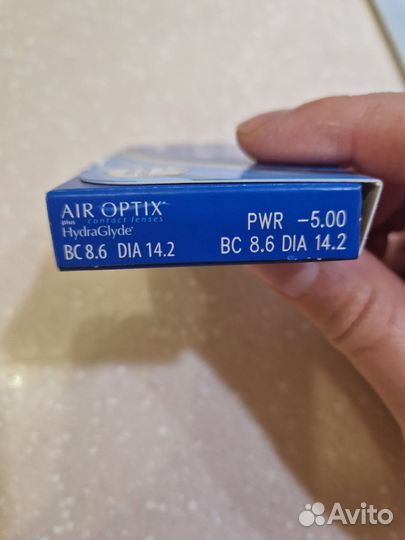 AIR OPTIX®
plus contact lenses
HydraGlyde®
BC 8.6 DIA 14.2
PWR -5.00
BC 8.6 DIA 14.2
Avito